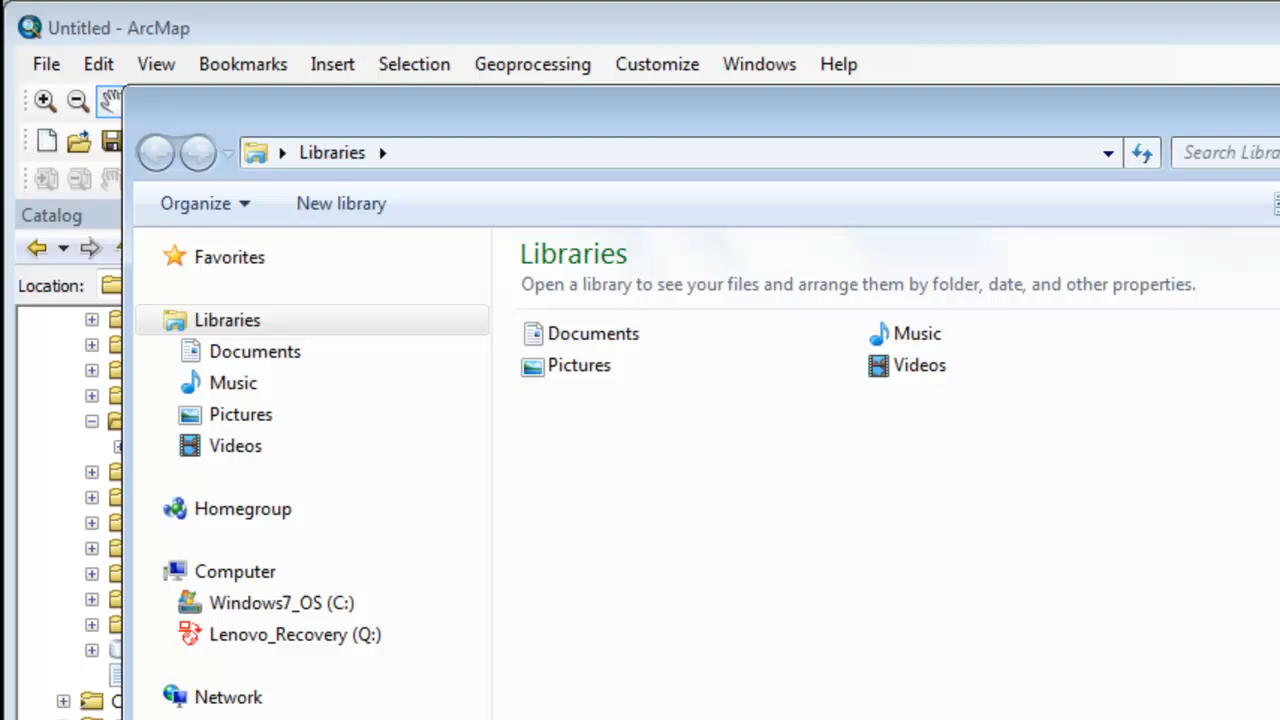 Untitled - ArcMap
File Edit View Bookmarks Insert Selection Geoprocessing Customize Windows Help
Libraries
Search
Organize New library
Catalog
Favorites
Libraries
Open a library to see your files and arrange them by folder, date, and other properties.
Location:
Libraries
Documents
Music
Pictures
Videos
Documents
Music
Pictures
Videos
Homegroup
Computer
Windows7_OS (C:)
Lenovo_Recovery (Q:)
Network